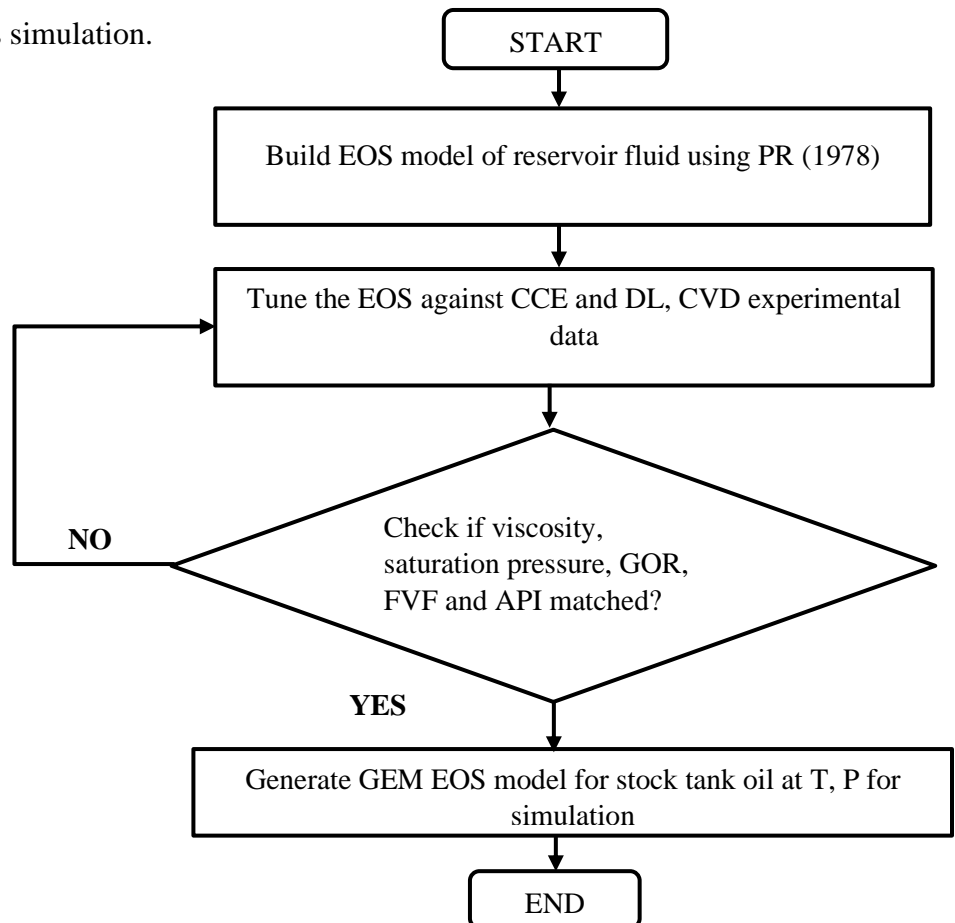 simulation.
START
Build EOS model of reservoir fluid using PR (1978)
Tune the EOS against CCE and DL, CVD experimental
data
Check if viscosity,
saturation pressure, GOR,
FVF and API matched?
NO
YES
Generate GEM EOS model for stock tank oil at T, P for
simulation
END